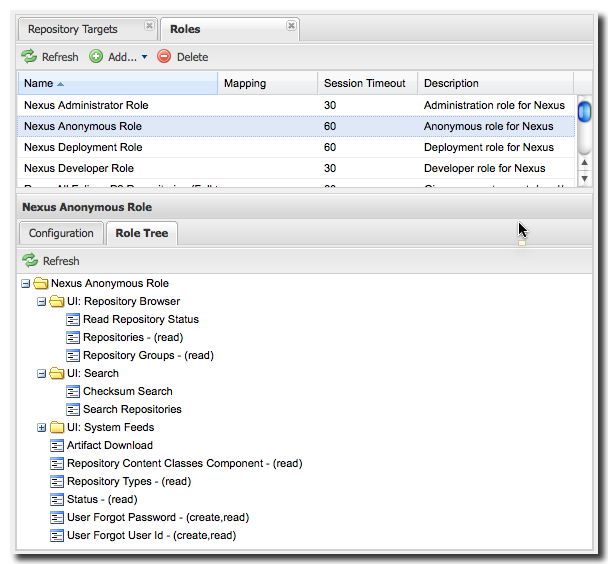 Repository Targets Roles
Refresh Add... Delete
Name Mapping Session Timeout Description
Nexus Administrator Role 30 Administration role for Nexus
Nexus Anonymous Role 60 Anonymous role for Nexus
Nexus Deployment Role 60 Deployment role for Nexus
Nexus Developer Role 30 Developer role for Nexus
Nexus Anonymous Role
Configuration Role Tree
Refresh
Nexus Anonymous Role
UI: Repository Browser
Read Repository Status
Repositories - (read)
Repository Groups - (read)
UI: Search
Checksum Search
Search Repositories
UI: System Feeds
Artifact Download
Repository Content Classes Component - (read)
Repository Types - (read)
Status - (read)
User Forgot Password - (create,read)
User Forgot User Id - (create,read)